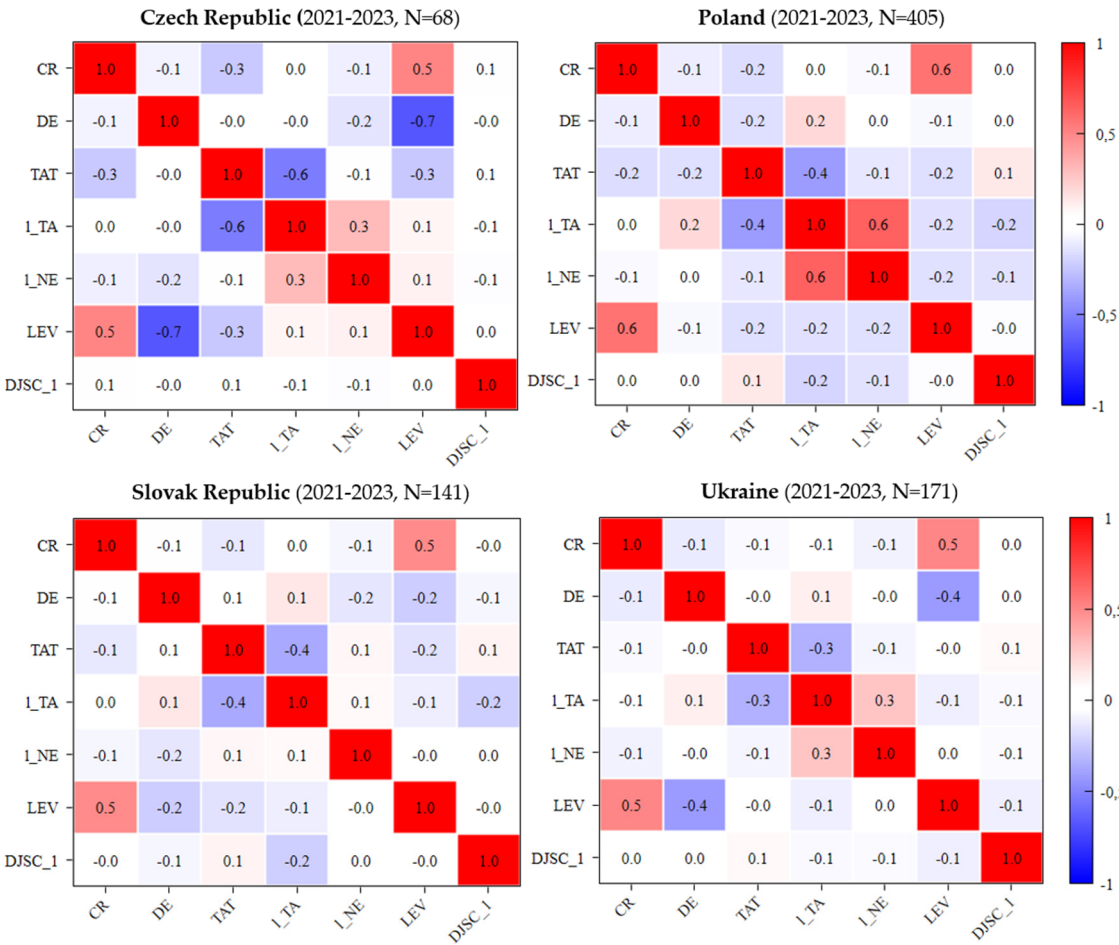 Czech Republic (2021-2023, N=68)
CR 1.0 -0.1 -0.3 0.0 -0.1 0.5 0.1
DE -0.1 1.0 -0.0 -0.0 -0.2 -0.7 -0.0
TAT -0.3 -0.0 1.0 -0.6 -0.1 -0.3 0.1
l_TA 0.0 -0.0 -0.6 1.0 0.3 0.1 -0.1
l_NE -0.1 -0.2 -0.1 0.3 1.0 0.1 -0.1
LEV 0.5 -0.7 -0.3 0.1 0.1 1.0 0.0
DJSC_1 0.1 -0.0 0.1 -0.1 -0.1 0.0 1.0
CR DE TAT l_TA l_NE LEV DJSC_1
Poland (2021-2023, N=405)
CR 1.0 -0.1 -0.2 0.0 -0.1 0.6 0.0
DE -0.1 1.0 -0.2 0.2 0.0 -0.1 0.0
TAT -0.2 -0.2 1.0 -0.4 -0.1 -0.2 0.1
l_TA 0.0 0.2 -0.4 1.0 0.6 -0.2 -0.2
l_NE -0.1 0.0 -0.1 0.6 1.0 -0.2 -0.1
LEV 0.6 -0.1 -0.2 -0.2 -0.2 1.0 -0.0
DJSC_1 0.0 0.0 0.1 -0.2 -0.1 -0.0 1.0
CR DE TAT l_TA l_NE LEV DJSC_1
1
0,5
0
-0,5
-1
Slovak Republic (2021-2023, N=141)
CR 1.0 -0.1 -0.1 0.0 -0.1 0.5 -0.0
DE -0.1 1.0 0.1 0.1 -0.2 -0.2 -0.1
TAT -0.1 0.1 1.0 -0.4 0.1 -0.2 0.1
l_TA 0.0 0.1 -0.4 1.0 0.1 -0.1 -0.2
l_NE -0.1 -0.2 0.1 0.1 1.0 -0.0 0.0
LEV 0.5 -0.2 -0.2 -0.1 -0.0 1.0 -0.0
DJSC_1 -0.0 -0.1 0.1 -0.2 0.0 -0.0 1.0
CR DE TAT l_TA l_NE LEV DJSC_1
Ukraine (2021-2023, N=171)
CR 1.0 -0.1 -0.1 -0.1 -0.1 0.5 0.0
DE -0.1 1.0 -0.0 0.1 -0.0 -0.4 0.0
TAT -0.1 -0.0 1.0 -0.3 -0.1 -0.0 0.1
l_TA -0.1 0.1 -0.3 1.0 0.3 -0.1 -0.1
l_NE -0.1 -0.0 -0.1 0.3 1.0 0.0 -0.1
LEV 0.5 -0.4 -0.0 -0.1 0.0 1.0 -0.1
DJSC_1 0.0 0.0 0.1 -0.1 -0.1 -0.1 1.0
CR DE TAT l_TA l_NE LEV DJSC_1
1
0
-1